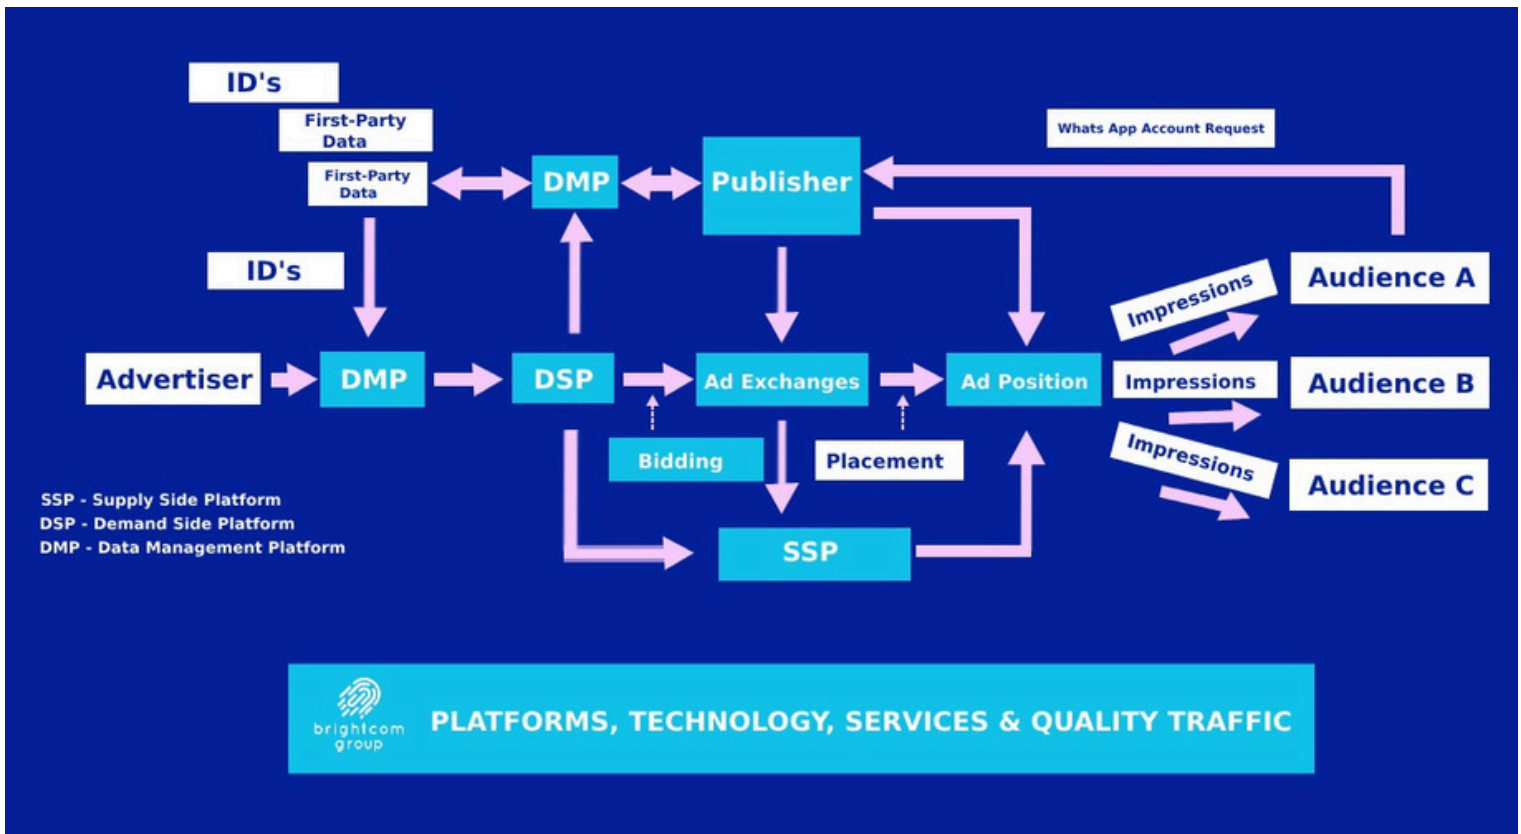 ID's
First-Party
Data
Whats App Account Request
First-Party
Data
DMP
Publisher
ID's
Impressions
Audience A
Advertiser
DMP
DSP
Ad Exchanges
Ad Position
Impressions
Audience B
Bidding
Placement
Impressions
Audience C
SSP - Supply Side Platform
DSP - Demand Side Platform
DMP - Data Management Platform
SSP
brightcom
group
PLATFORMS, TECHNOLOGY, SERVICES & QUALITY TRAFFIC